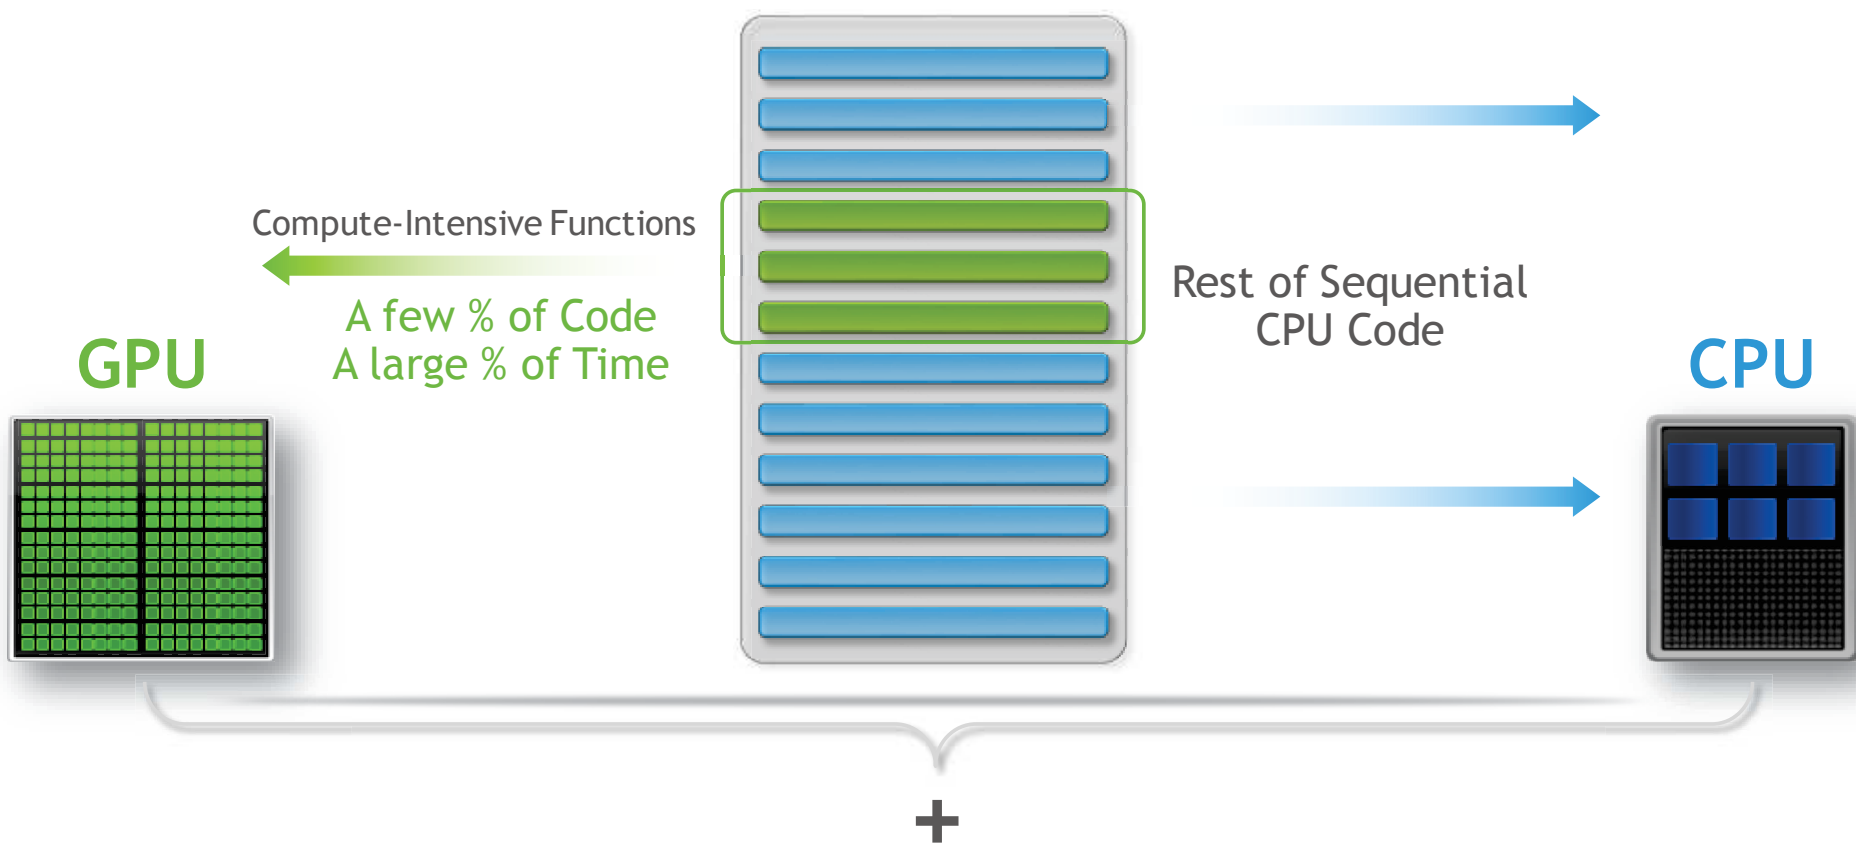 Compute-Intensive Functions
A few % of Code
A large % of Time
GPU
Rest of Sequential
CPU Code
CPU
+